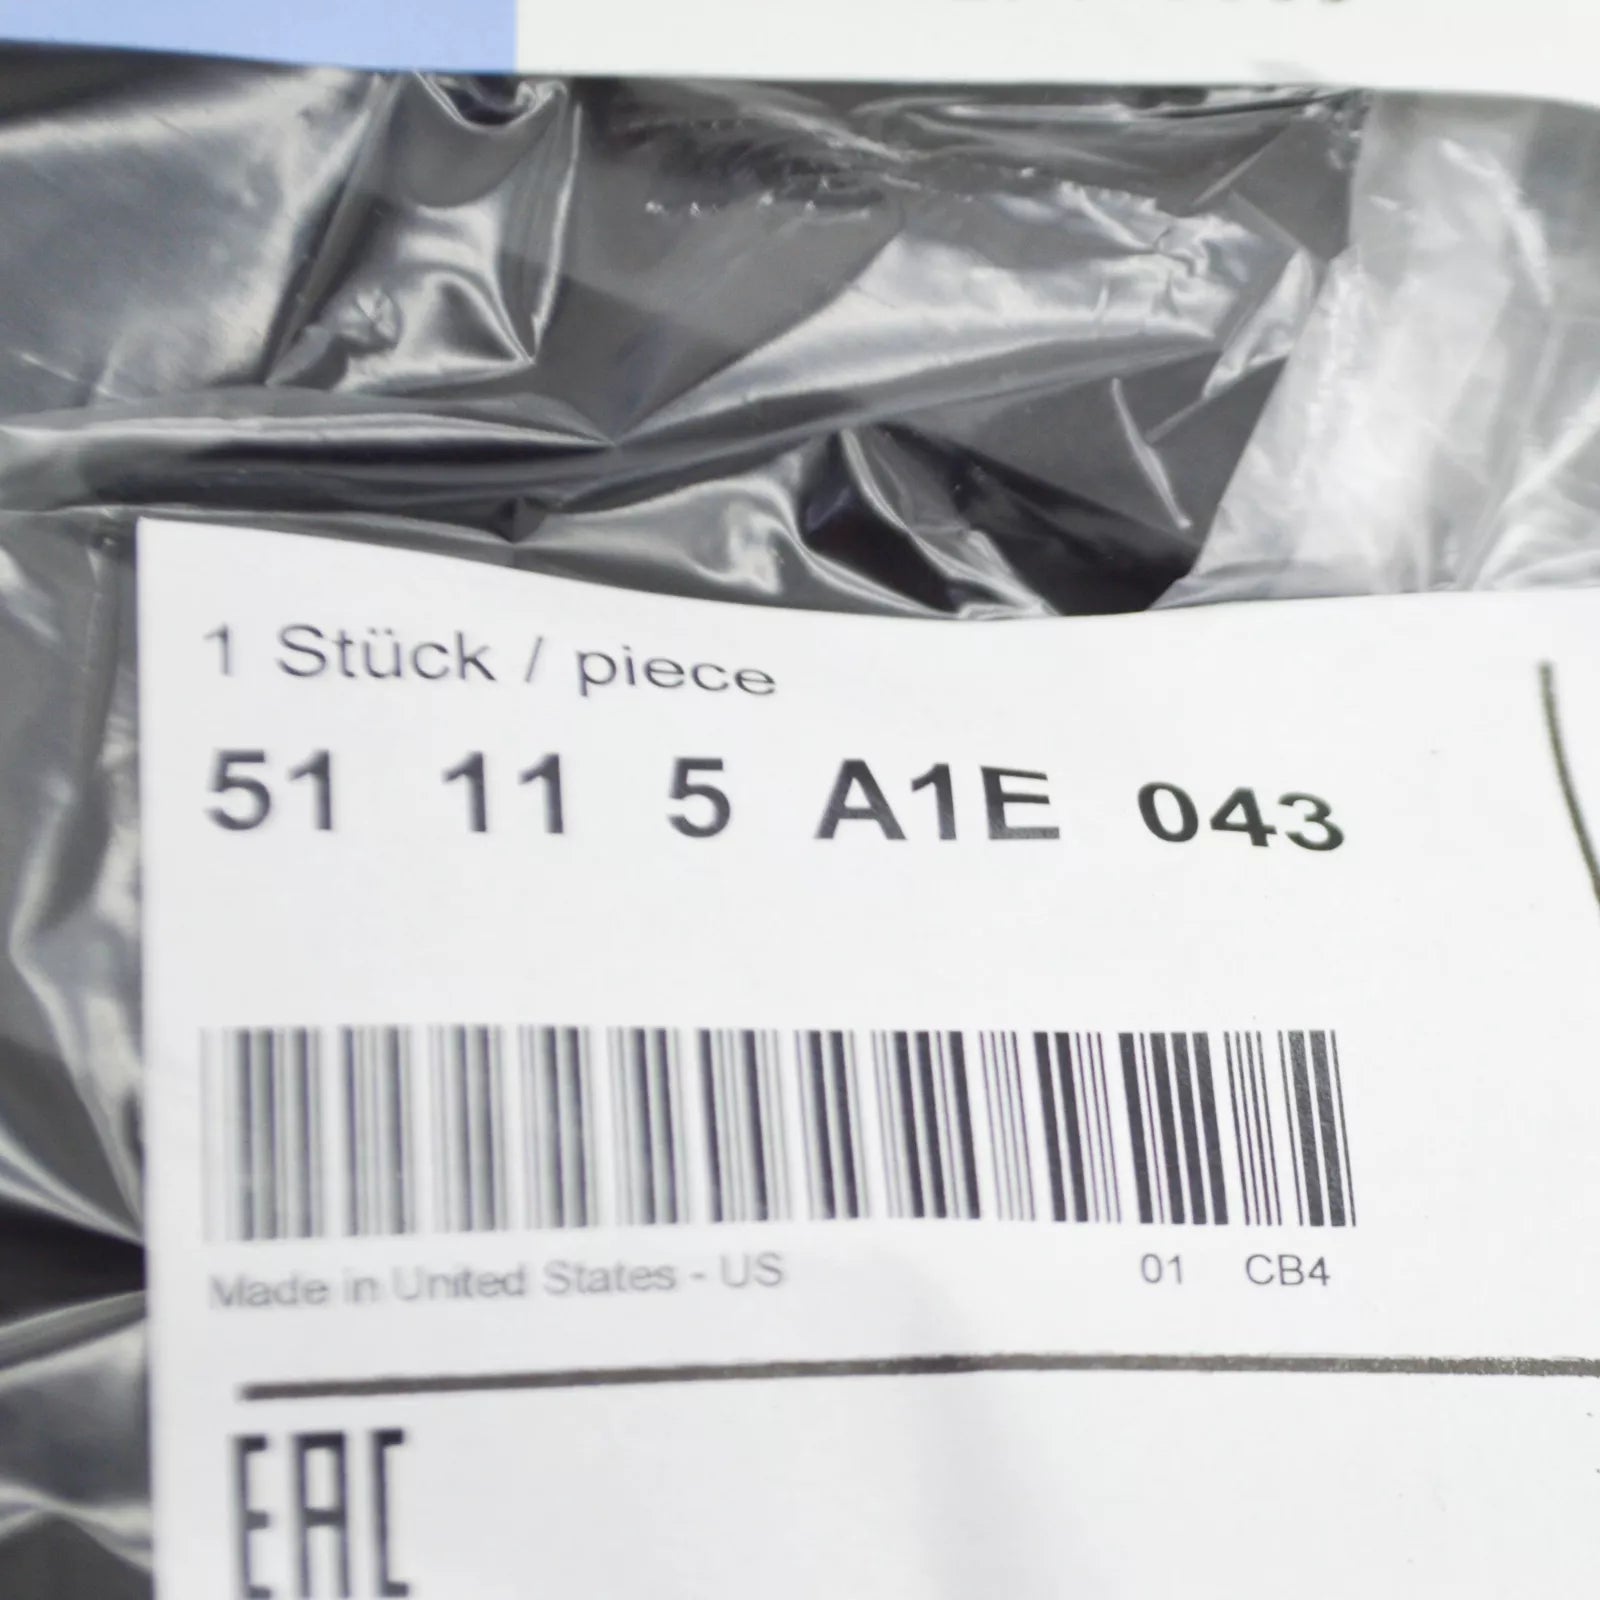 1 Stück / piece
51 11 5 A1E 043
Made in United States - US 01 CB4
EAC